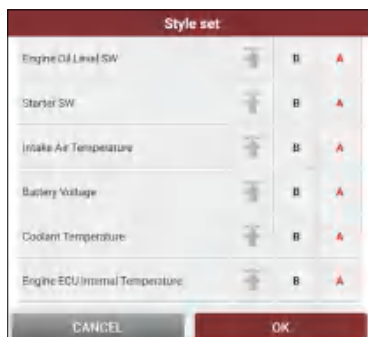 Style set
Engine Oil Level SW B A
Starter SW B A
Intake Air Temperature B A
Battery Voltage B A
Coolant Temperature B A
Engine ECU Internal Temperature B A
CANCEL OK